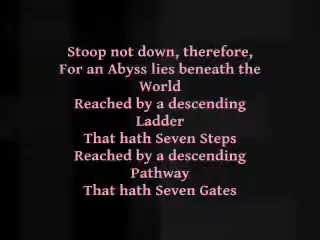 Stoop not down, therefore,
For an Abyss lies beneath the
World
Reached by a descending
Ladder
That hath Seven Steps
Reached by a descending
Pathway
That hath Seven Gates